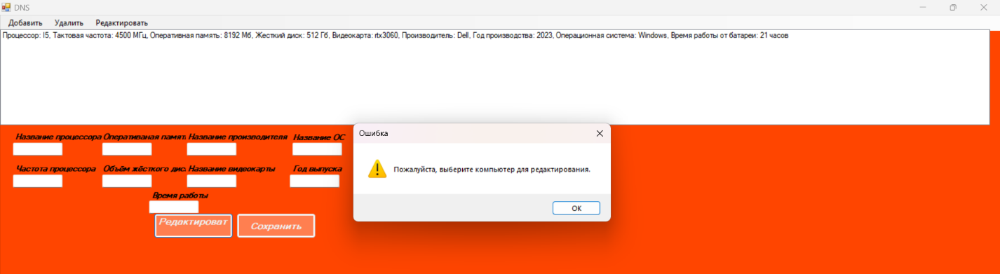 DNS
Добавить Удалить Редактировать
Процессор: I5, Тактовая частота: 4500 МГц, Оперативная память: 8192 Мб, Жесткий диск: 512 Гб, Видеокарта: rtx3060, Производитель: Dell, Год производства: 2023, Операционная система: Windows, Время работы от батареи: 21 часов
Ошибка
Пожалуйста, выберите компьютер для редактирования.
OK
Название процессора Оперативаная память Название производителя Название ОС
Частота процессора Объём жёсткого дис Название видеокарты Год выпуска
Время работы
Редактироват Сохранить